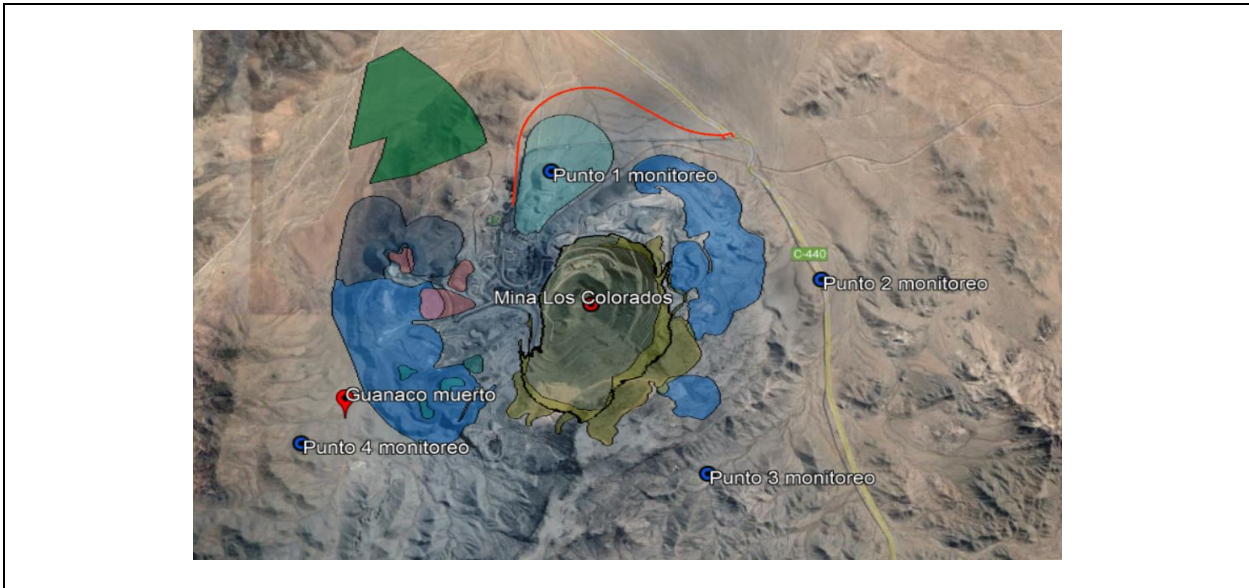 Punto 1 monitoreo
C-440
Punto 2 monitoreo
Mina Los Colorados
Guanaco muerto
Punto 4 monitoreo
Punto 3 monitoreo